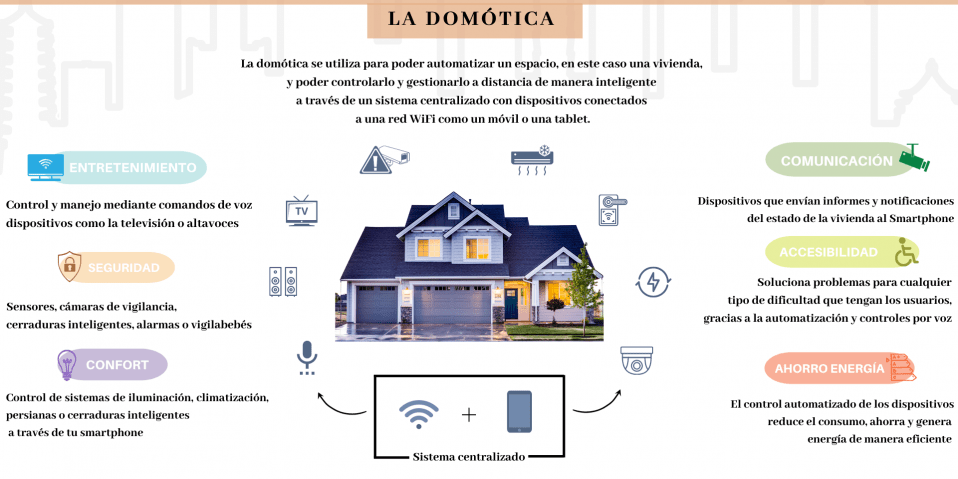 LA DOMÓTICA
La domótica se utiliza para poder automatizar un espacio, en este caso una vivienda,
y poder controlarlo y gestionarlo a distancia de manera inteligente
a través de un sistema centralizado con dispositivos conectados
a una red WiFi como un móvil o una tablet.
ENTRETENIMIENTO
Control y manejo mediante comandos de voz
dispositivos como la televisión o altavoces
SEGURIDAD
Sensores, cámaras de vigilancia,
cerraduras inteligentes, alarmas o vigilabebés
CONFORT
Control de sistemas de iluminación, climatización,
persianas o cerraduras inteligentes
a través de tu smartphone
TV
COMUNICACIÓN
Dispositivos que envían informes y notificaciones
del estado de la vivienda al Smartphone
ACCESIBILIDAD
Soluciona problemas para cualquier
tipo de dificultad que tengan los usuarios,
gracias a la automatización y controles por voz
AHORRO ENERGÍA
El control automatizado de los dispositivos
reduce el consumo, ahorra y genera
energía de manera eficiente
Sistema centralizado